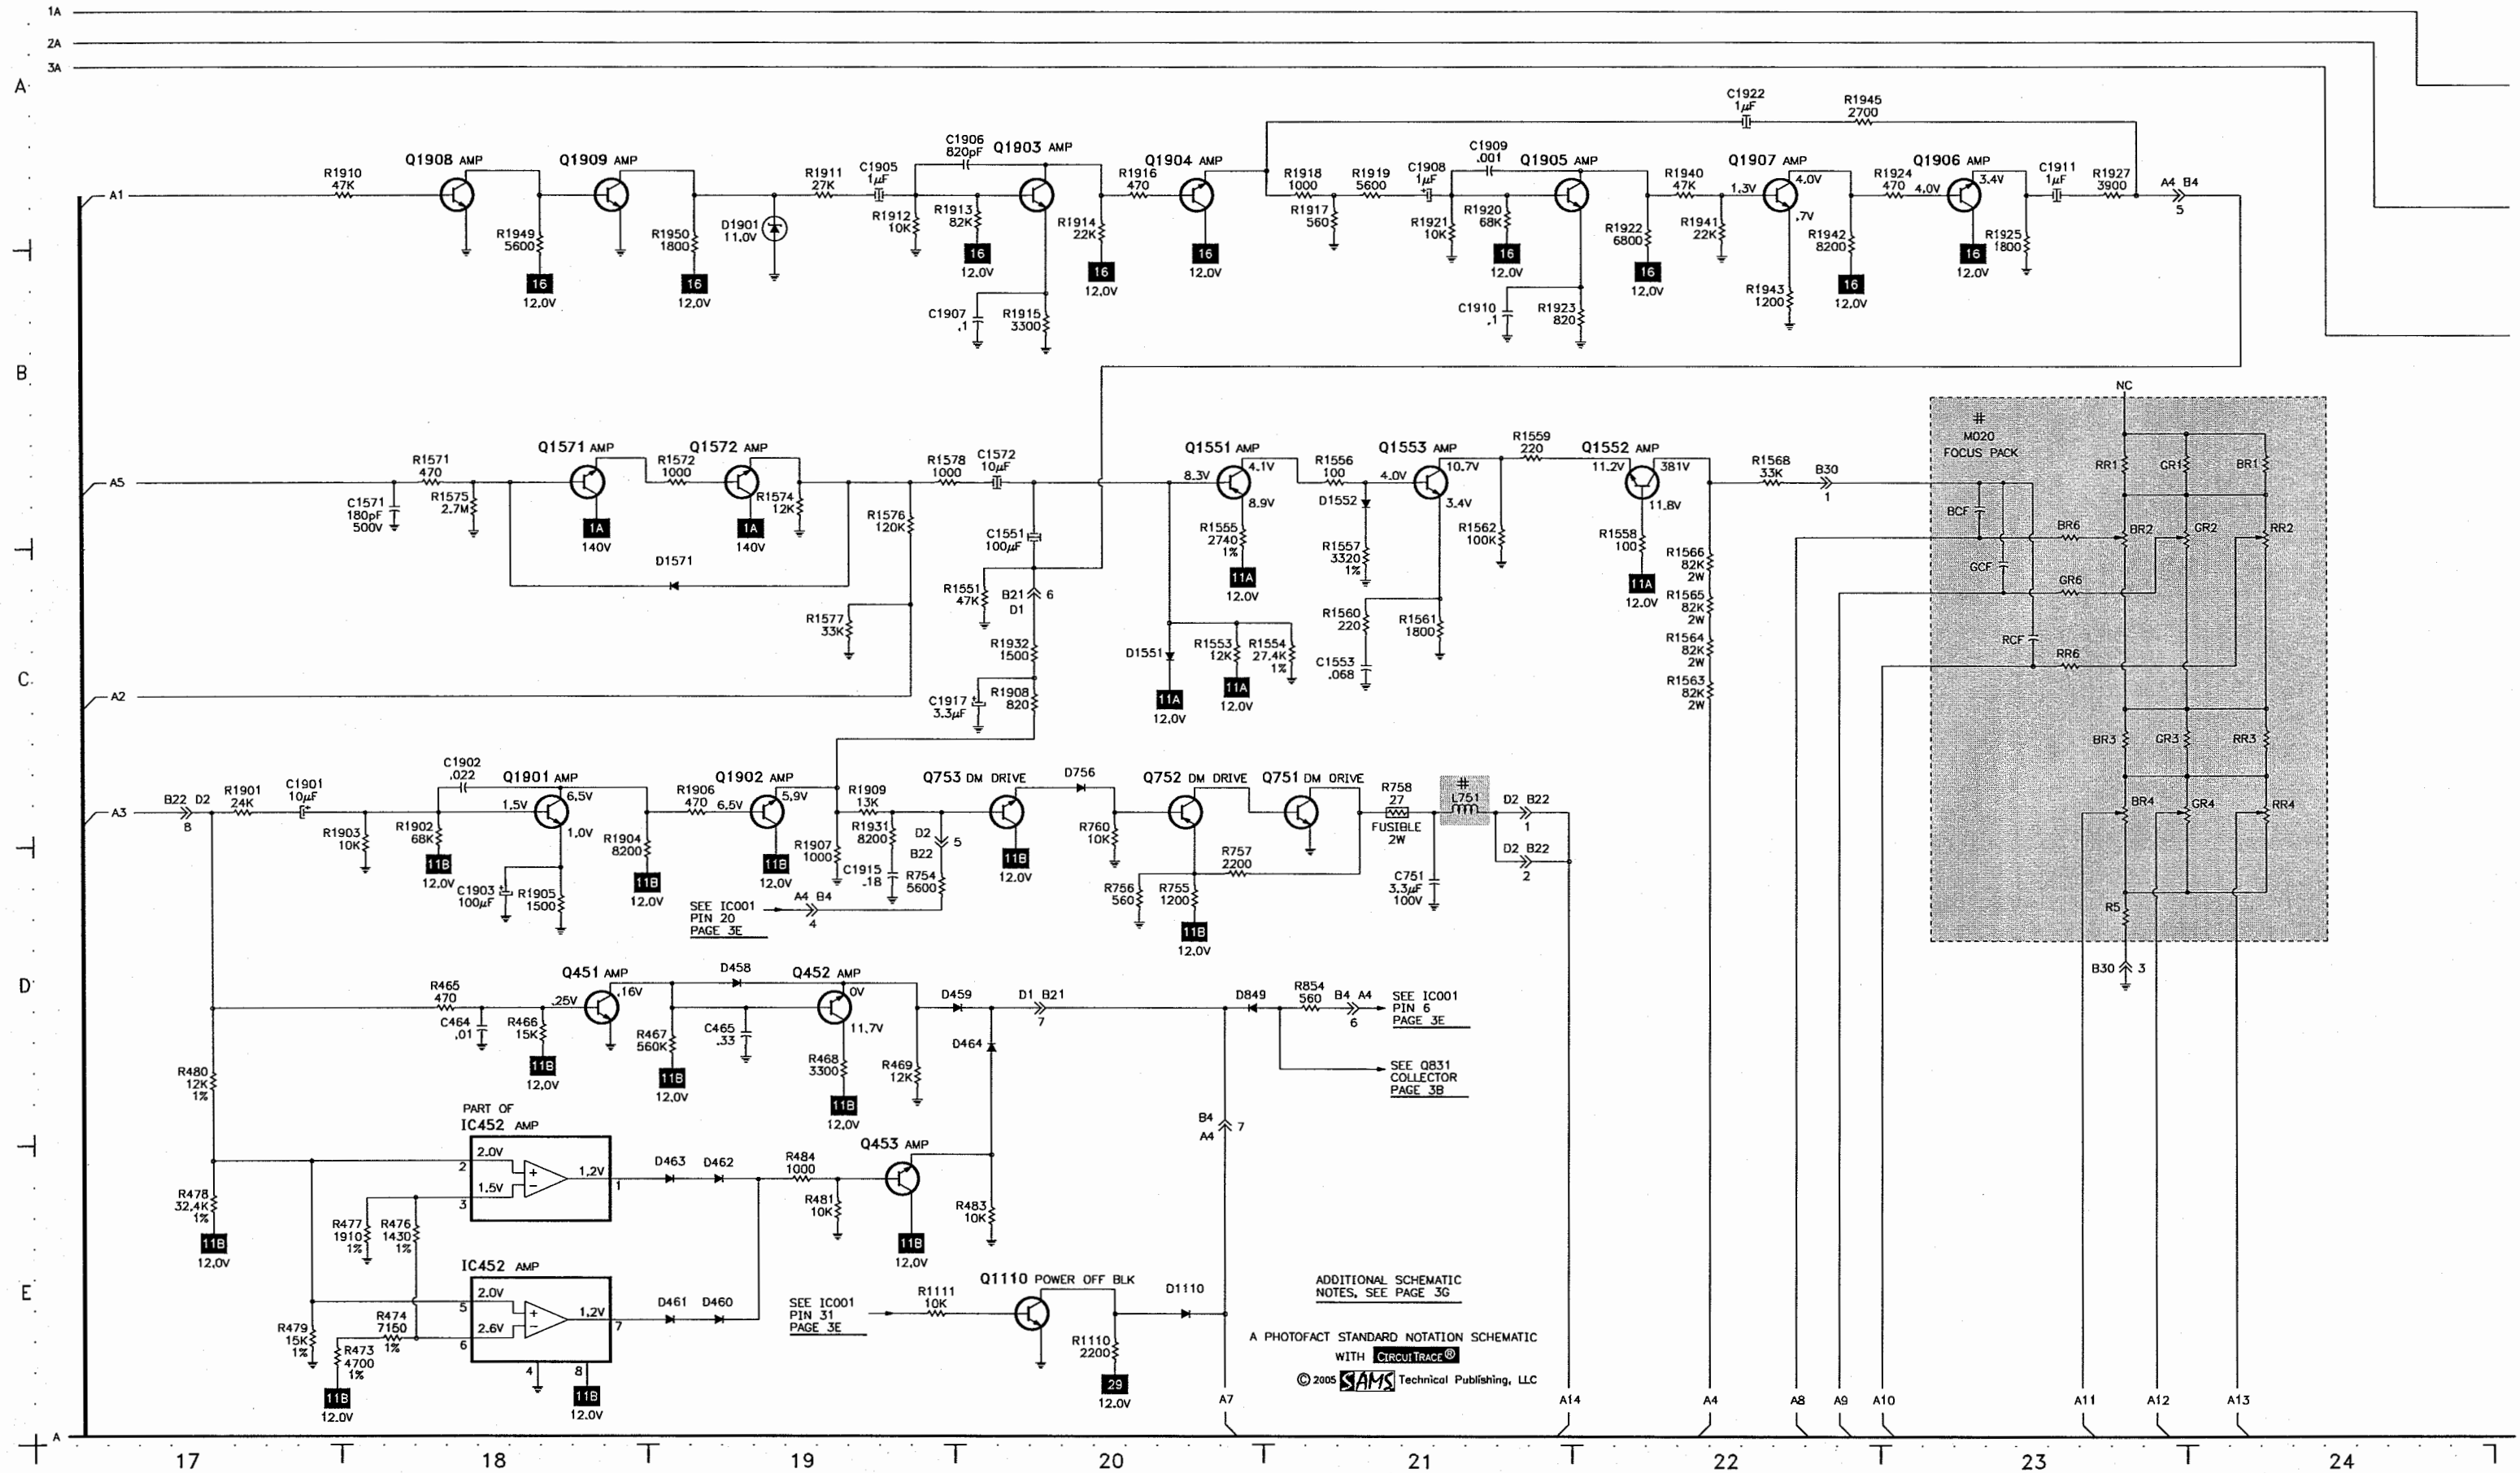 1A
2A
3A
A
C1922
1µF
R1945
2700
Q1908 AMP
Q1909 AMP
C1906
820pF
Q1903 AMP
Q1904 AMP
C1909
.001
Q1905 AMP
Q1907 AMP
Q1906 AMP
A1
R1910
47K
R1949
5600
16
12.0V
R1950
1800
16
12.0V
D1901
11.0V
R1911
27K
C1905
1µF
R1912
10K
R1913
82K
16
12.0V
C1907
.1
R1915
3300
R1914
22K
16
12.0V
R1916
470
16
12.0V
R1918
1000
R1917
560
R1919
5600
C1908
1µF
R1921
10K
R1920
68K
16
12.0V
C1910
.1
R1923
820
R1922
6800
16
12.0V
R1940
47K
R1941
22K
1.3V
4.0V
.7V
R1943
1200
R1942
8200
16
12.0V
R1924
470
4.0V
3.4V
16
12.0V
R1925
1800
C1911
1µF
R1927
3900
A4 B4
5
B
NC
#
M020
FOCUS PACK
RR1
GR1
BR1
BCF
BR6
BR2
GR2
RR2
GCF
GR6
RCF
RR6
BR3
GR3
RR3
BR4
GR4
RR4
R5
B30 3
A5
C1571
180pF
500V
R1571
470
R1575
2.7M
Q1571 AMP
1A
140V
R1572
1000
Q1572 AMP
1A
140V
R1574
12K
D1571
R1576
120K
R1577
33K
R1578
1000
C1572
10µF
C1551
100µF
R1551
47K
B21 6
D1
R1932
1500
C1917
3.3µF
R1908
820
Q1551 AMP
8.3V
4.1V
8.9V
R1555
2740
1%
11A
12.0V
D1551
11A
12.0V
R1553
12K
11A
12.0V
R1554
27.4K
1%
R1556
100
D1552
R1557
3320
1%
Q1553 AMP
4.0V
10.7V
3.4V
R1560
220
C1553
.068
R1561
1800
R1559
220
R1562
100K
Q1552 AMP
11.2V
381V
11.8V
R1558
100
11A
12.0V
R1566
82K
2W
R1565
82K
2W
R1564
82K
2W
R1563
82K
2W
R1568
33K
B30
1
C
A2
A3
B22 D2
8
R1901
24K
C1901
10µF
R1903
10K
C1902
.022
R1902
68K
11B
12.0V
Q1901 AMP
1.5V
6.5V
1.0V
C1903
100µF
R1905
1500
R1904
8200
11B
12.0V
R1906
470
Q1902 AMP
6.5V
5.9V
11B
12.0V
R1907
1000
R1909
13K
R1931
8200
C1915
.18
D2
5
B22
R754
5600
SEE IC001
PIN 20
PAGE 3E
A4 B4
4
Q753 DM DRIVE
11B
12.0V
D756
R760
10K
Q752 DM DRIVE
Q751 DM DRIVE
R757
2200
R756
560
R755
1200
11B
12.0V
R758
27
FUSIBLE
2W
C751
3.3µF
100V
#
L751
D2 B22
1
D2 B22
2
D
R465
470
C464
.01
R466
15K
11B
12.0V
Q451 AMP
.25V
.16V
D458
R467
560K
11B
12.0V
C465
.33
Q452 AMP
0V
11.7V
R468
3300
11B
12.0V
R469
12K
D459
D464
D1 B21
7
D849
R854
560
B4 A4
6
SEE IC001
PIN 6
PAGE 3E
SEE Q831
COLLECTOR
PAGE 3B
B4
7
A4
R480
12K
1%
R478
32.4K
1%
11B
12.0V
PART OF
IC452 AMP
2.0V
2
1.5V
3
+
−
1.2V
1
R477
1910
1%
R476
1430
1%
D463
D462
R484
1000
R481
10K
Q453 AMP
11B
12.0V
R483
10K
E
IC452 AMP
2.0V
5
2.6V
6
+
−
1.2V
7
4
8
11B
12.0V
R479
15K
1%
R474
7150
1%
R473
4700
1%
11B
12.0V
D461
D460
SEE IC001
PIN 31
PAGE 3E
R1111
10K
Q1110 POWER OFF BLK
R1110
2200
29
12.0V
D1110
ADDITIONAL SCHEMATIC
NOTES, SEE PAGE 3G
A PHOTOFACT STANDARD NOTATION SCHEMATIC
WITH CIRCUITRACE®
© 2005 SAMS Technical Publishing, LLC
A7
A14
A4
A8
A9
A10
A11
A12
A13
A
17
18
19
20
21
22
23
24